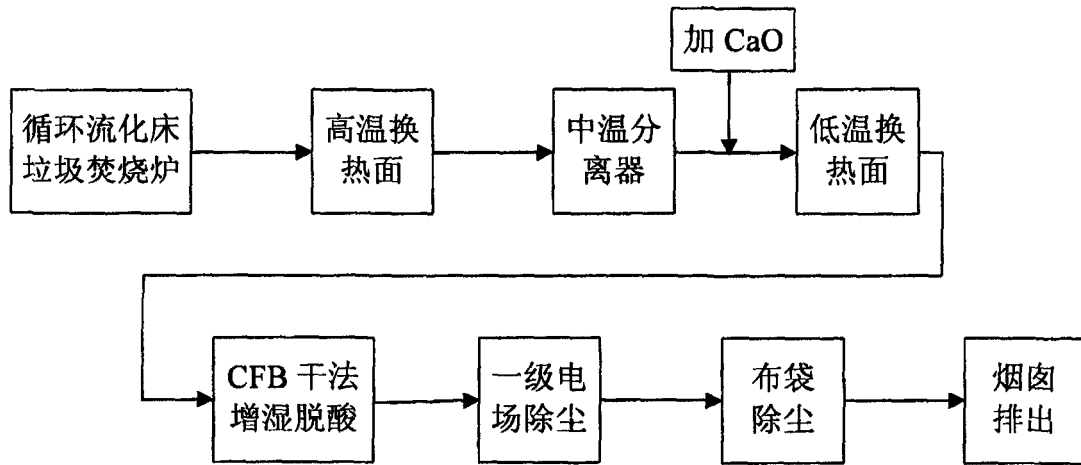 加 CaO
循环流化床
垃圾焚烧炉
高温换
热面
中温分
离器
低温换
热面
CFB 干法
增湿脱酸
一级电
场除尘
布袋
除尘
烟囱
排出